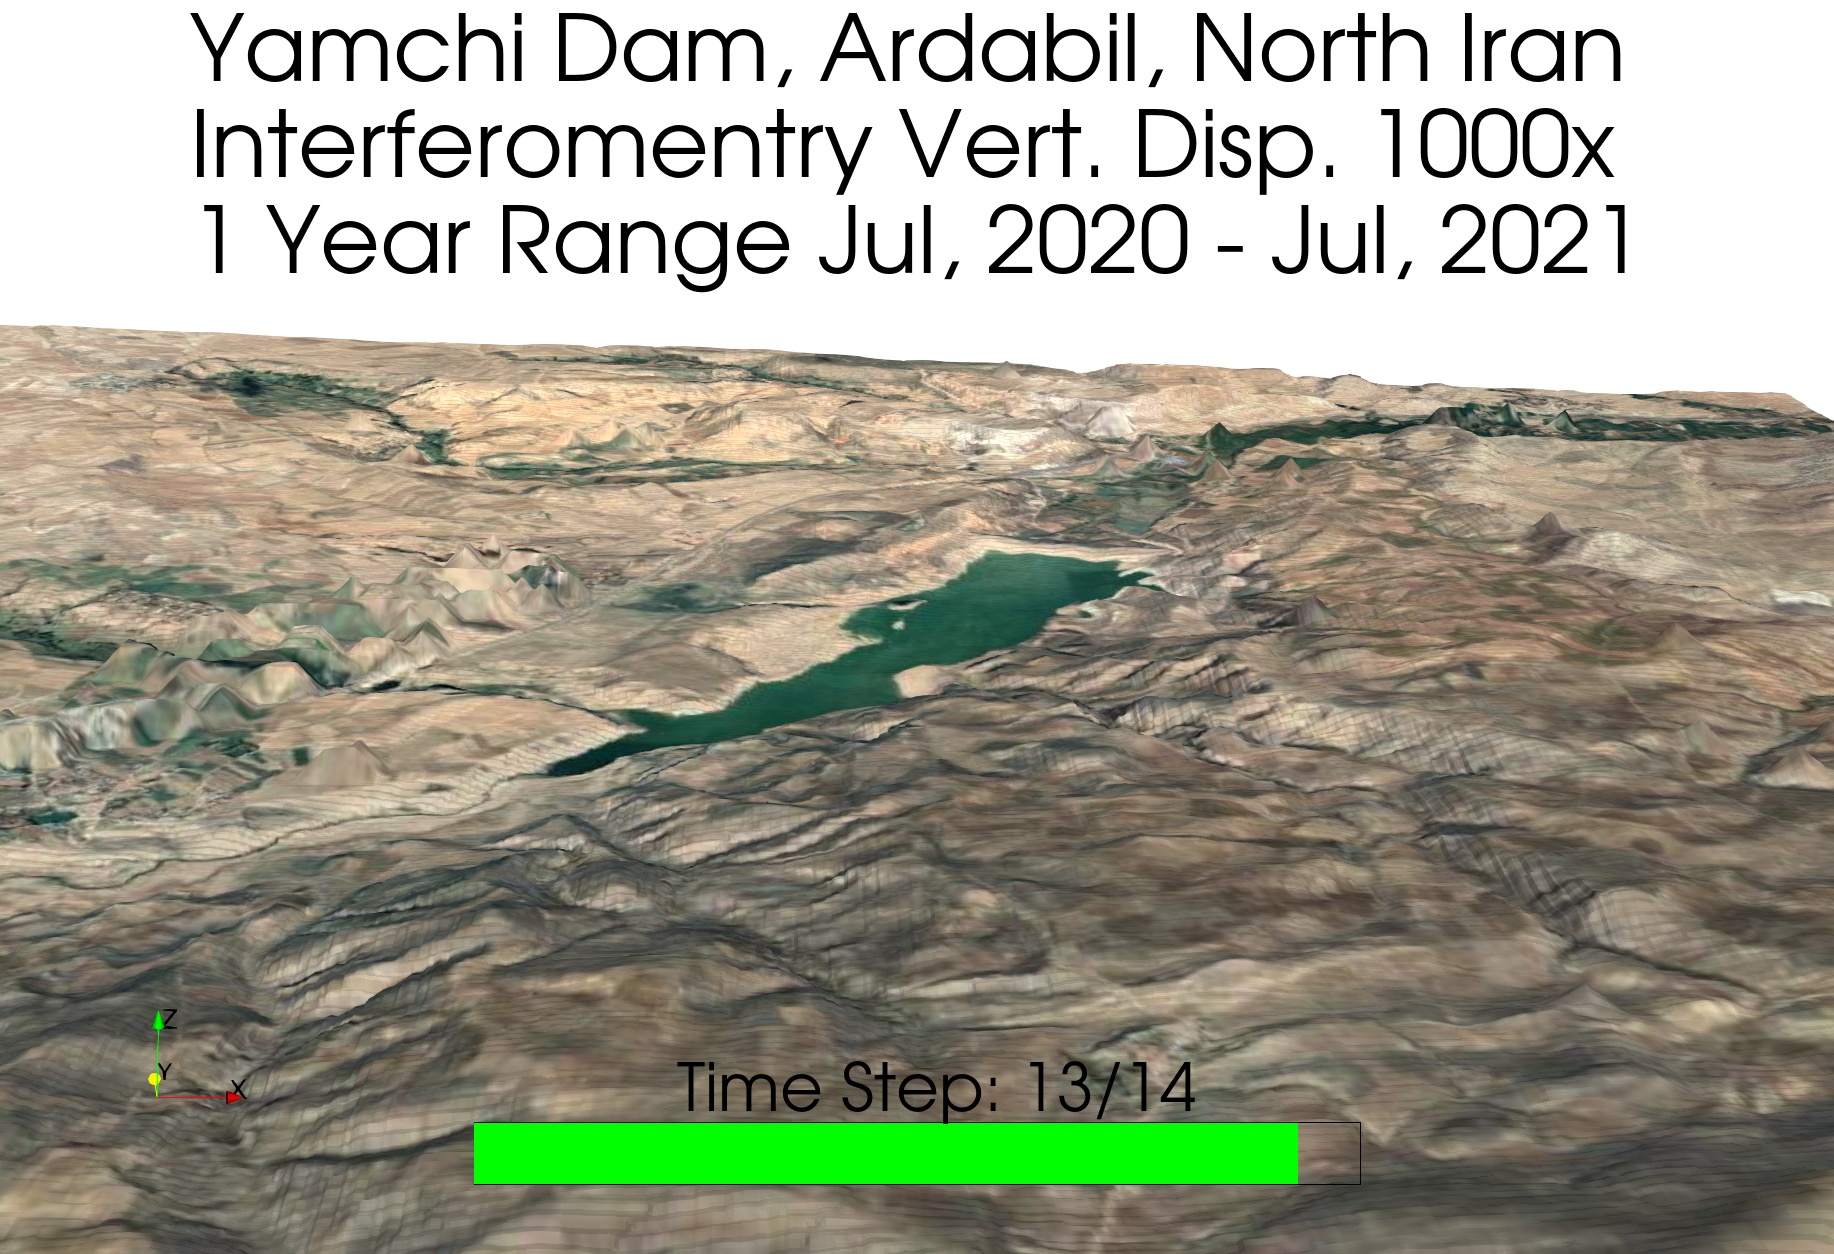 Yamchi Dam, Ardabil, North Iran
Interferomentry Vert. Disp. 1000x
1 Year Range Jul, 2020 - Jul, 2021
Z
Y
X
Time Step: 13/14